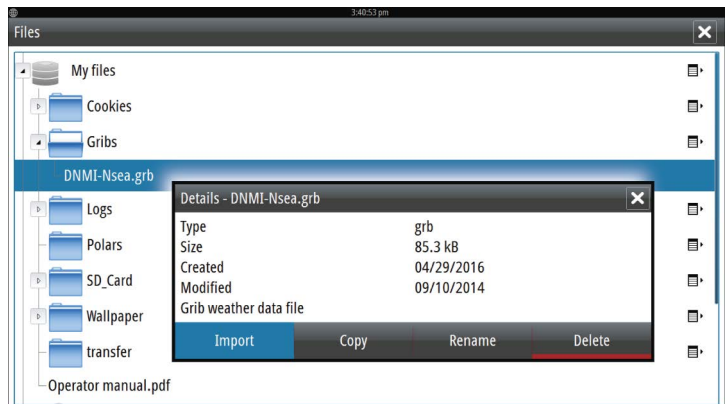 3:40:53 pm
Files
My files
Cookies
Gribs
DNMI-Nsea.grb
Details - DNMI-Nsea.grb
Logs
Type grb
Size 85.3 kB
Polars
Created 04/29/2016
SD_Card
Modified 09/10/2014
Grib weather data file
Wallpaper
Import Copy Rename Delete
transfer
Operator manual.pdf